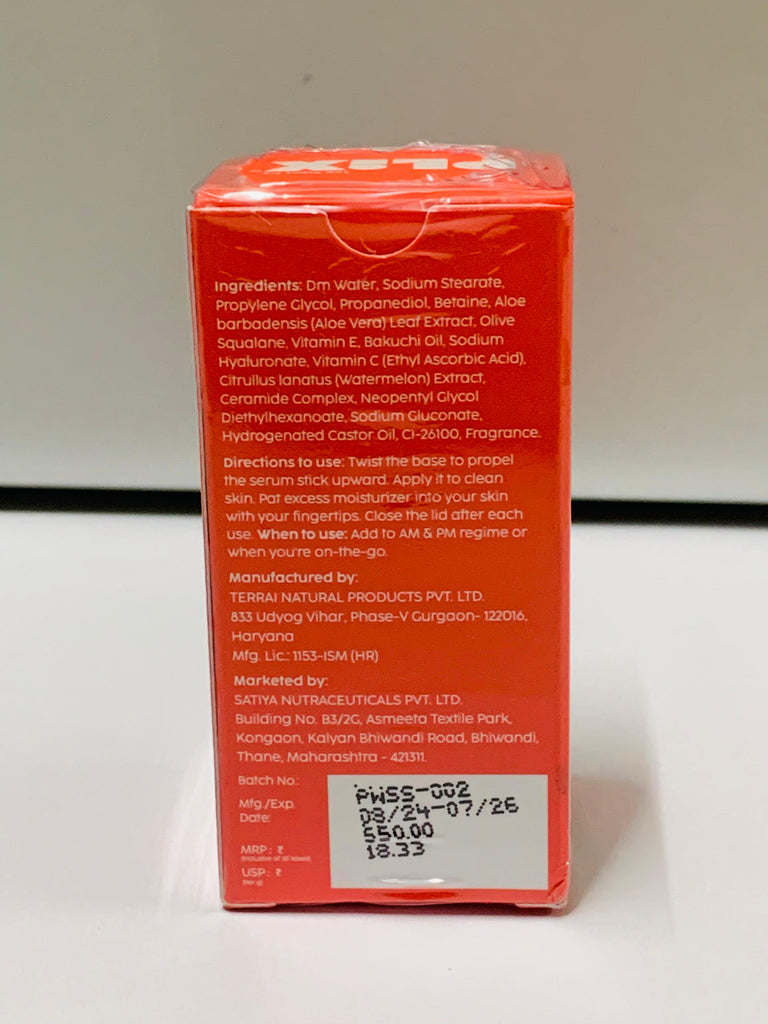 PLIX
Ingredients: Dm Water, Sodium Stearate,
Propylene Glycol, Propanediol, Betaine, Aloe
barbadensis (Aloe Vera) Leaf Extract, Olive
Squalane, Vitamin E, Bakuchi Oil, Sodium
Hyaluronate, Vitamin C (Ethyl Ascorbic Acid),
Citrullus lanatus (Watermelon) Extract,
Ceramide Complex, Neopentyl Glycol
Diethylhexanoate, Sodium Gluconate,
Hydrogenated Castor Oil, CI-26100, Fragrance.
Directions to use: Twist the base to propel
the serum stick upward. Apply it to clean
skin. Pat excess moisturizer into your skin
with your fingertips. Close the lid after each
use. When to use: Add to AM & PM regime or
when you're on-the-go.
Manufactured by:
TERRAI NATURAL PRODUCTS PVT. LTD.
833 Udyog Vihar, Phase-V Gurgaon- 122016,
Haryana
Mfg. Lic.: 1153-ISM (HR)
Marketed by:
SATIYA NUTRACEUTICALS PVT. LTD.
Building No. B3/2G, Asmeeta Textile Park,
Kongaon, Kalyan Bhiwandi Road, Bhiwandi,
Thane, Maharashtra - 421311.
Batch No.: PWSS-002
Mfg./Exp. Date: 08/24-07/26
MRP: ₹ 550.00
(Inclusive of all taxes)
USP: ₹ 18.33
(Per g)